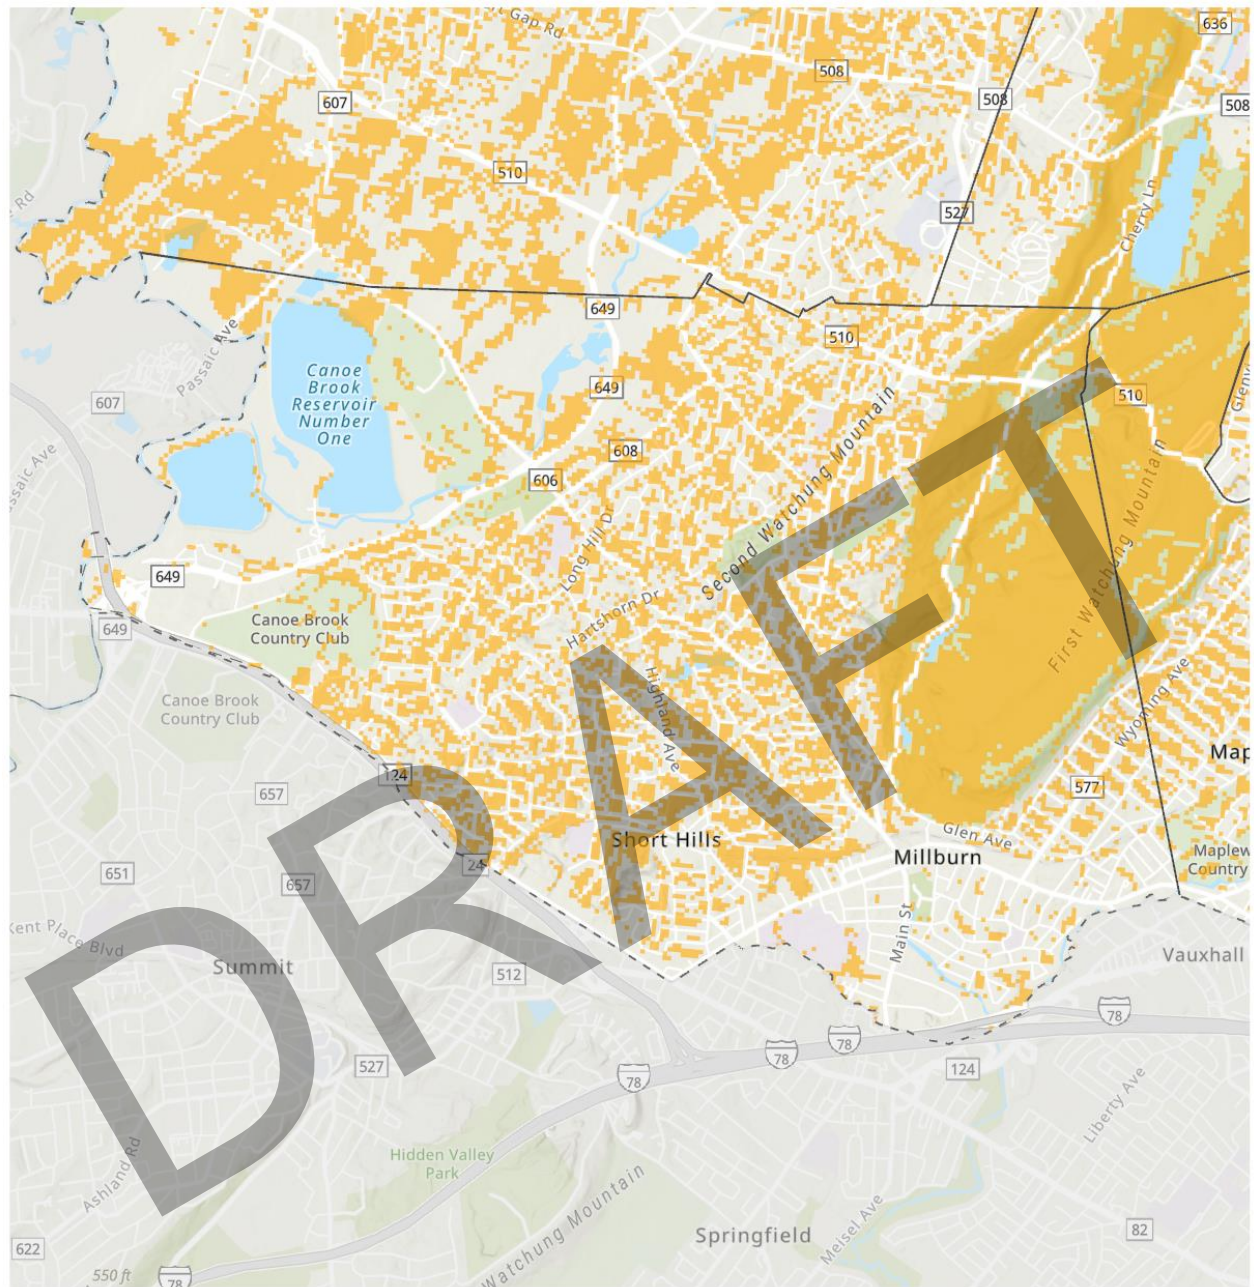 636
Gap Rd
508
607
508
508
510
Rd
527
Cherry Ln
649
510
Passaic Ave
Canoe
Brook
Reservoir
Number
One
649
607
510
608
606
Second Watchung Mountain
First Watchung Mountain
Long Hill Dr
649
Hartshorn Dr
Canoe Brook
Country Club
649
Highland Ave
Wyoming Ave
Canoe Brook
Country Club
Map
124
657
577
Short Hills
Glen Ave
Millburn
Maplew
Country
24
651
657
Kent Place Blvd
Main St
Summit
512
Vauxhall
78
78
78
527
124
78
Liberty Ave
Ashland Rd
Hidden Valley
Park
Watchung Mountain
Springfield
Meisel Ave
82
622
550 ft
78
DRAFT